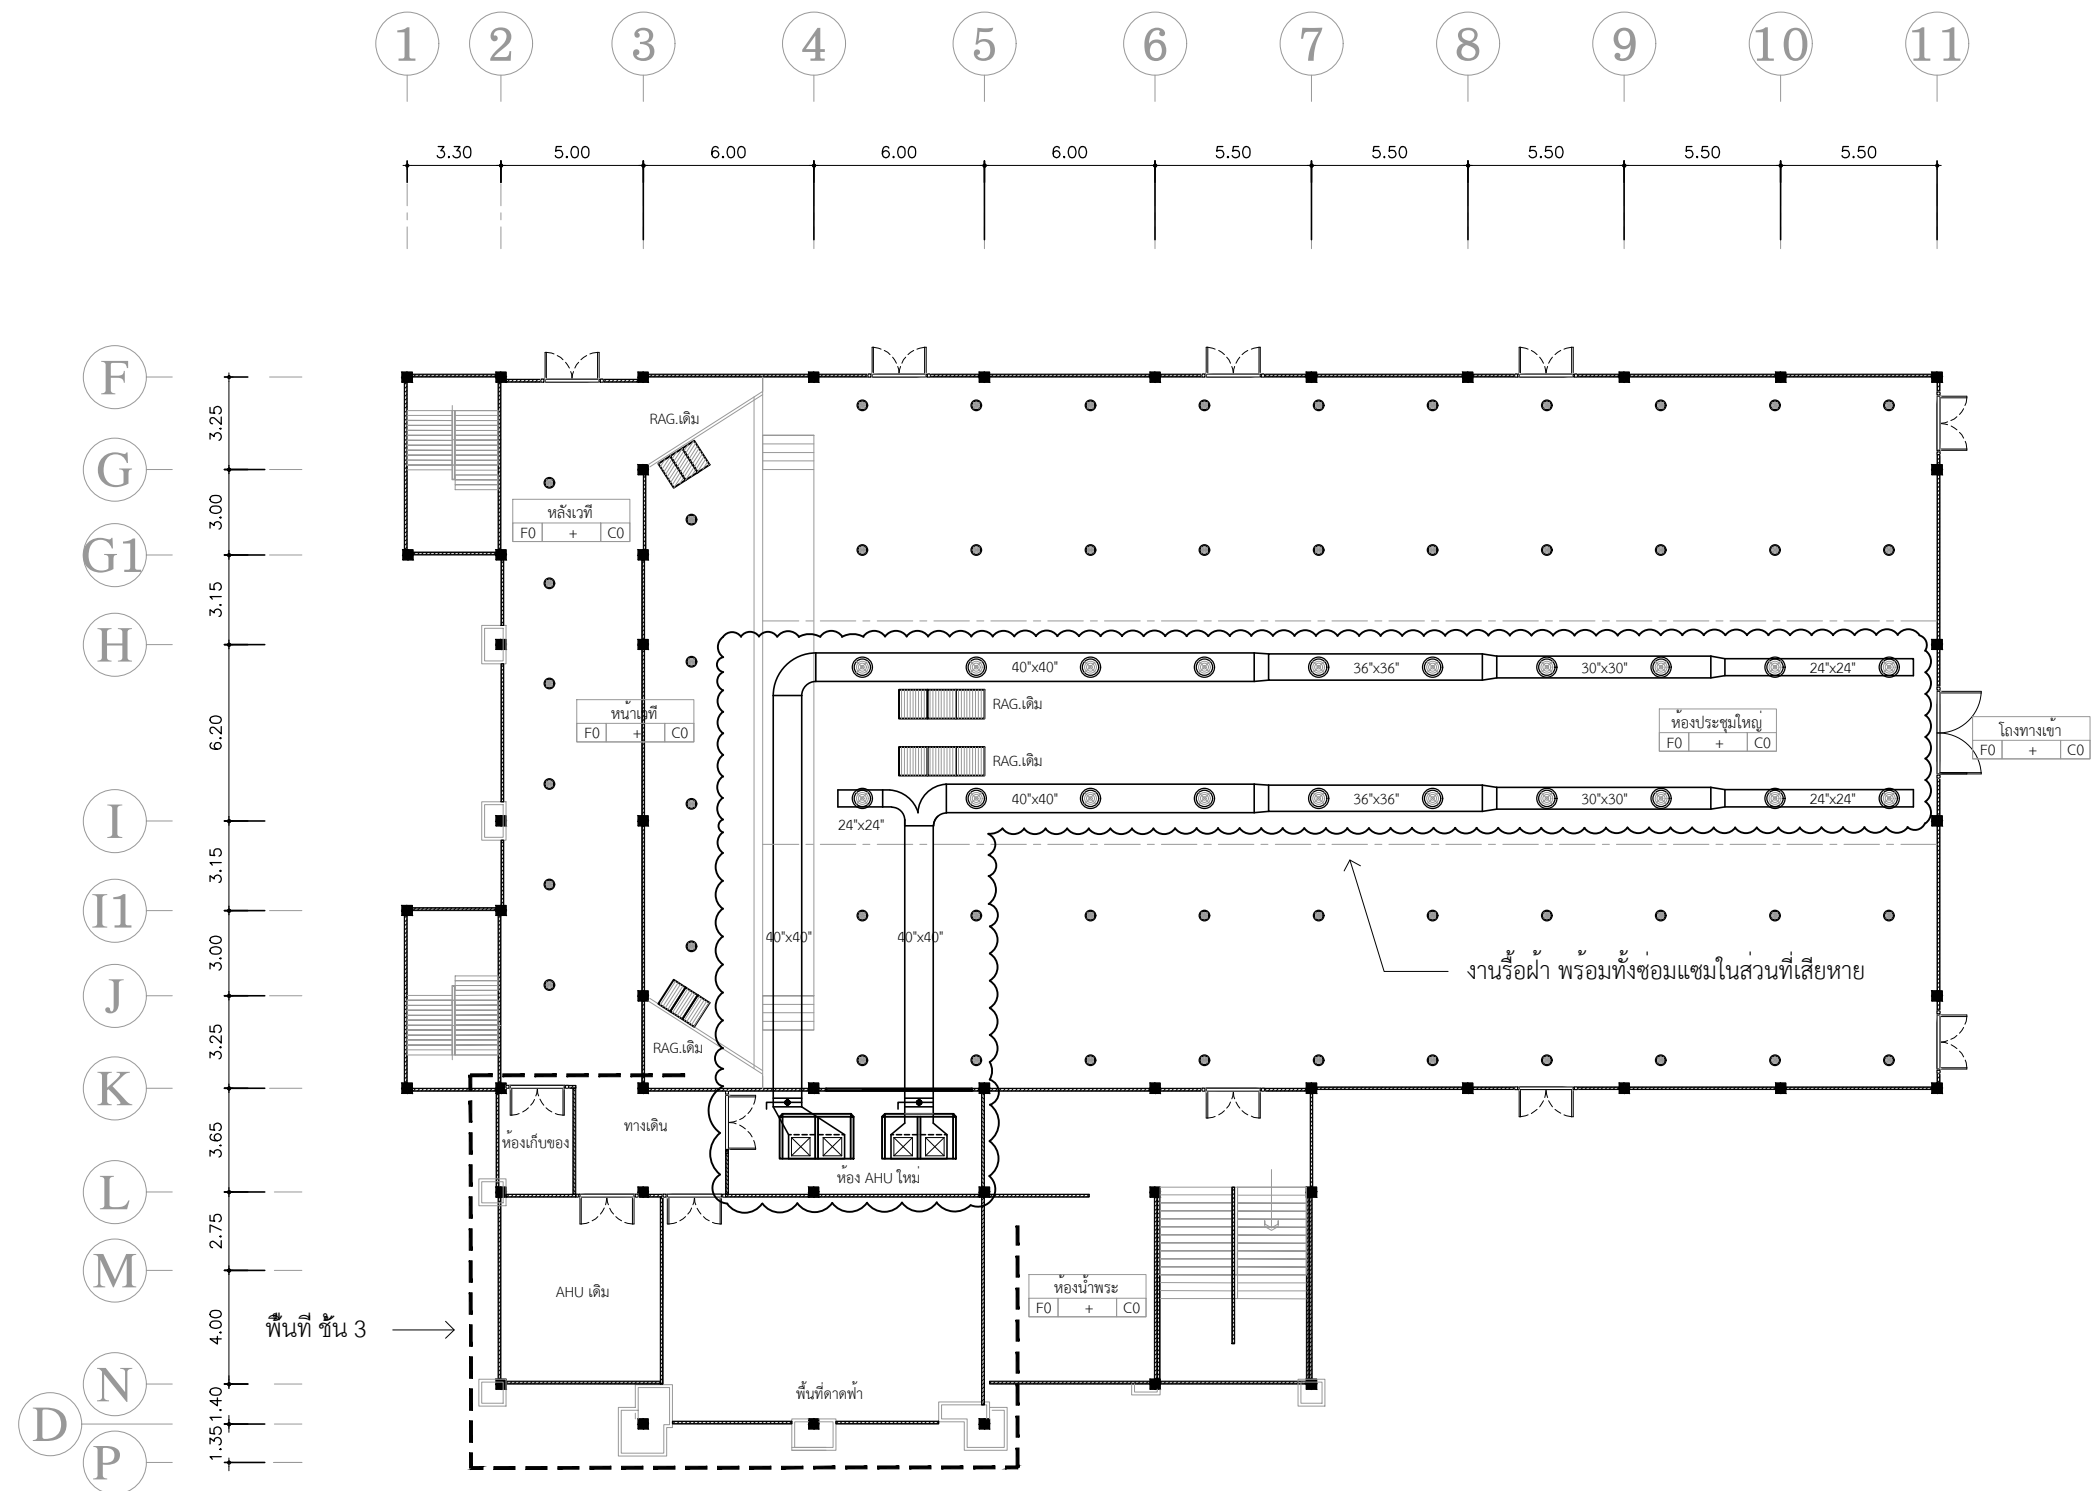 1 2 3 4 5 6 7 8 9 10 11
3.30 5.00 6.00 6.00 6.00 5.50 5.50 5.50 5.50 5.50
F
3.25
RAG.เดิม
G
3.00
หลังเวที
F0 + C0
G1
3.15
H
40"x40" 36"x36" 30"x30" 24"x24"
RAG.เดิม
6.20
หน้าเวที
F0 + C0
ห้องประชุมใหญ่
F0 + C0
โถงทางเข้า
F0 + C0
RAG.เดิม
40"x40" 36"x36" 30"x30" 24"x24"
24"x24"
I
3.15
I1
3.00
40"x40" 40"x40"
งานรื้อฝ้า พร้อมทั้งซ่อมแซมในส่วนที่เสียหาย
J
3.25
RAG.เดิม
K
3.65
ทางเดิน
ห้องเก็บของ
ห้อง AHU ใหม่
L
2.75
M
AHU เดิม
ห้องน้ำพระ
F0 + C0
4.00
พื้นที่ ชั้น 3
N
1.40
พื้นที่ดาดฟ้า
D
1.35
P